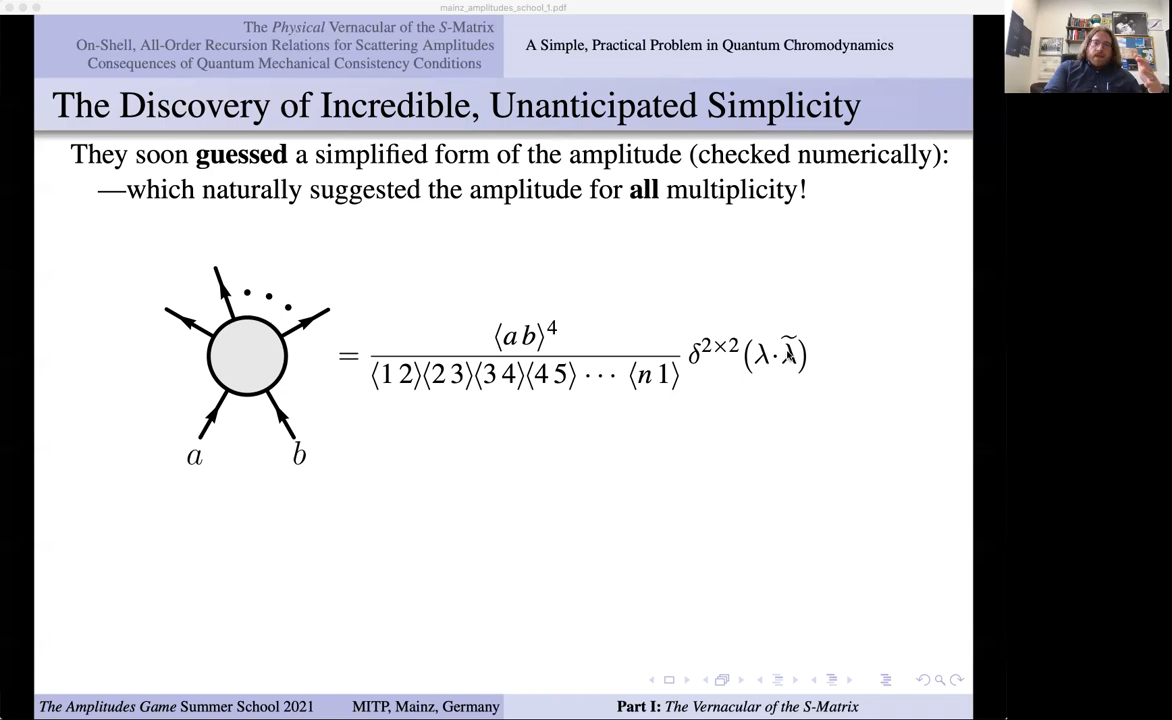 mainz_amplitudes_school_1.pdf
The Physical Vernacular of the S-Matrix
On-Shell, All-Order Recursion Relations for Scattering Amplitudes
Consequences of Quantum Mechanical Consistency Conditions
A Simple, Practical Problem in Quantum Chromodynamics
The Discovery of Incredible, Unanticipated Simplicity
They soon guessed a simplified form of the amplitude (checked numerically):
—which naturally suggested the amplitude for all multiplicity!
⟨a b⟩⁴
= δ²ˣ²(λ·λ̃)
⟨1 2⟩⟨2 3⟩⟨3 4⟩⟨4 5⟩ ··· ⟨n 1⟩
a b
The Amplitudes Game Summer School 2021 MITP, Mainz, Germany Part I: The Vernacular of the S-Matrix